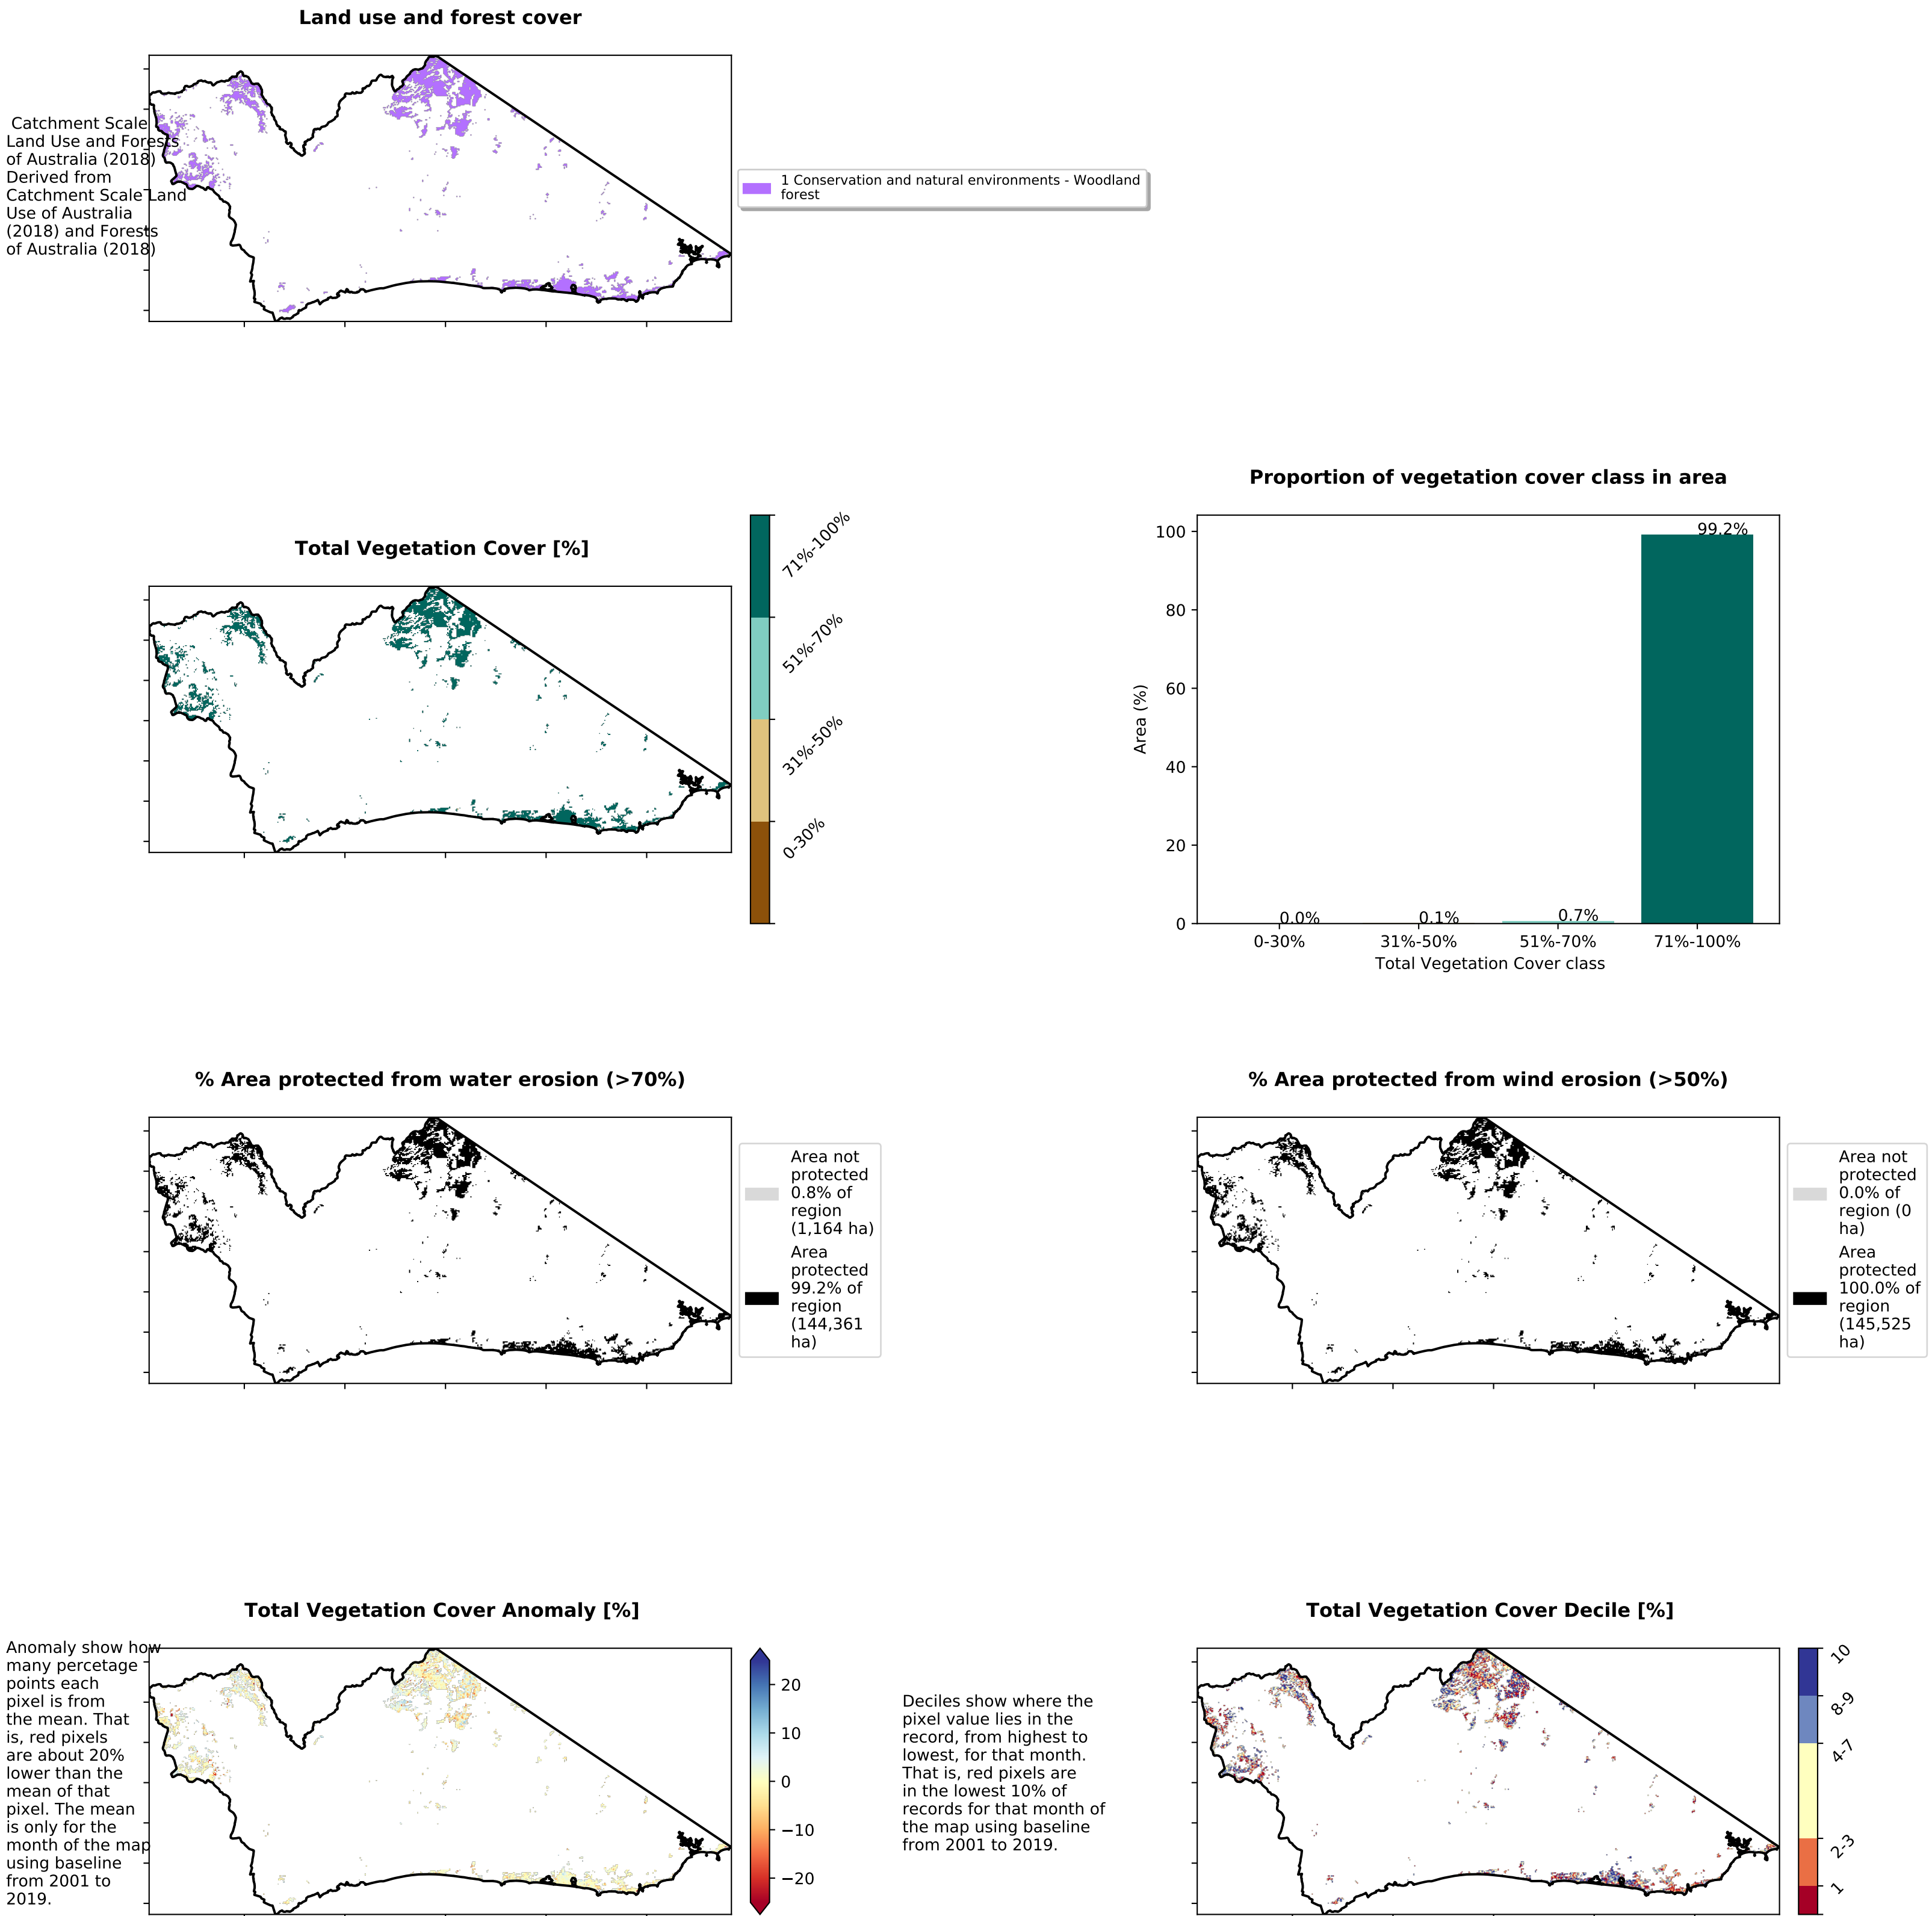 Land use and forest cover
Catchment Scale
Land Use and Forests
of Australia (2018)
Derived from
Catchment Scale Land
Use of Australia
(2018) and Forests
of Australia (2018)
1 Conservation and natural environments - Woodland
forest
Total Vegetation Cover [%]
71%-100%
51%-70%
31%-50%
0-30%
Proportion of vegetation cover class in area
100
80
60
40
20
0
Area (%)
0.0%
0.1%
0.7%
99.2%
0-30%
31%-50%
51%-70%
71%-100%
Total Vegetation Cover class
% Area protected from water erosion (>70%)
Area not
protected
0.8% of
region
(1,164 ha)
Area
protected
99.2% of
region
(144,361
ha)
% Area protected from wind erosion (>50%)
Area not
protected
0.0% of
region (0
ha)
Area
protected
100.0% of
region
(145,525
ha)
Total Vegetation Cover Anomaly [%]
Anomaly show how
many percetage
points each
pixel is from
the mean. That
is, red pixels
are about 20%
lower than the
mean of that
pixel. The mean
is only for the
month of the map
using baseline
from 2001 to
2019.
20
10
0
−10
−20
Deciles show where the
pixel value lies in the
record, from highest to
lowest, for that month.
That is, red pixels are
in the lowest 10% of
records for that month of
the map using baseline
from 2001 to 2019.
Total Vegetation Cover Decile [%]
10
8-9
4-7
2-3
1